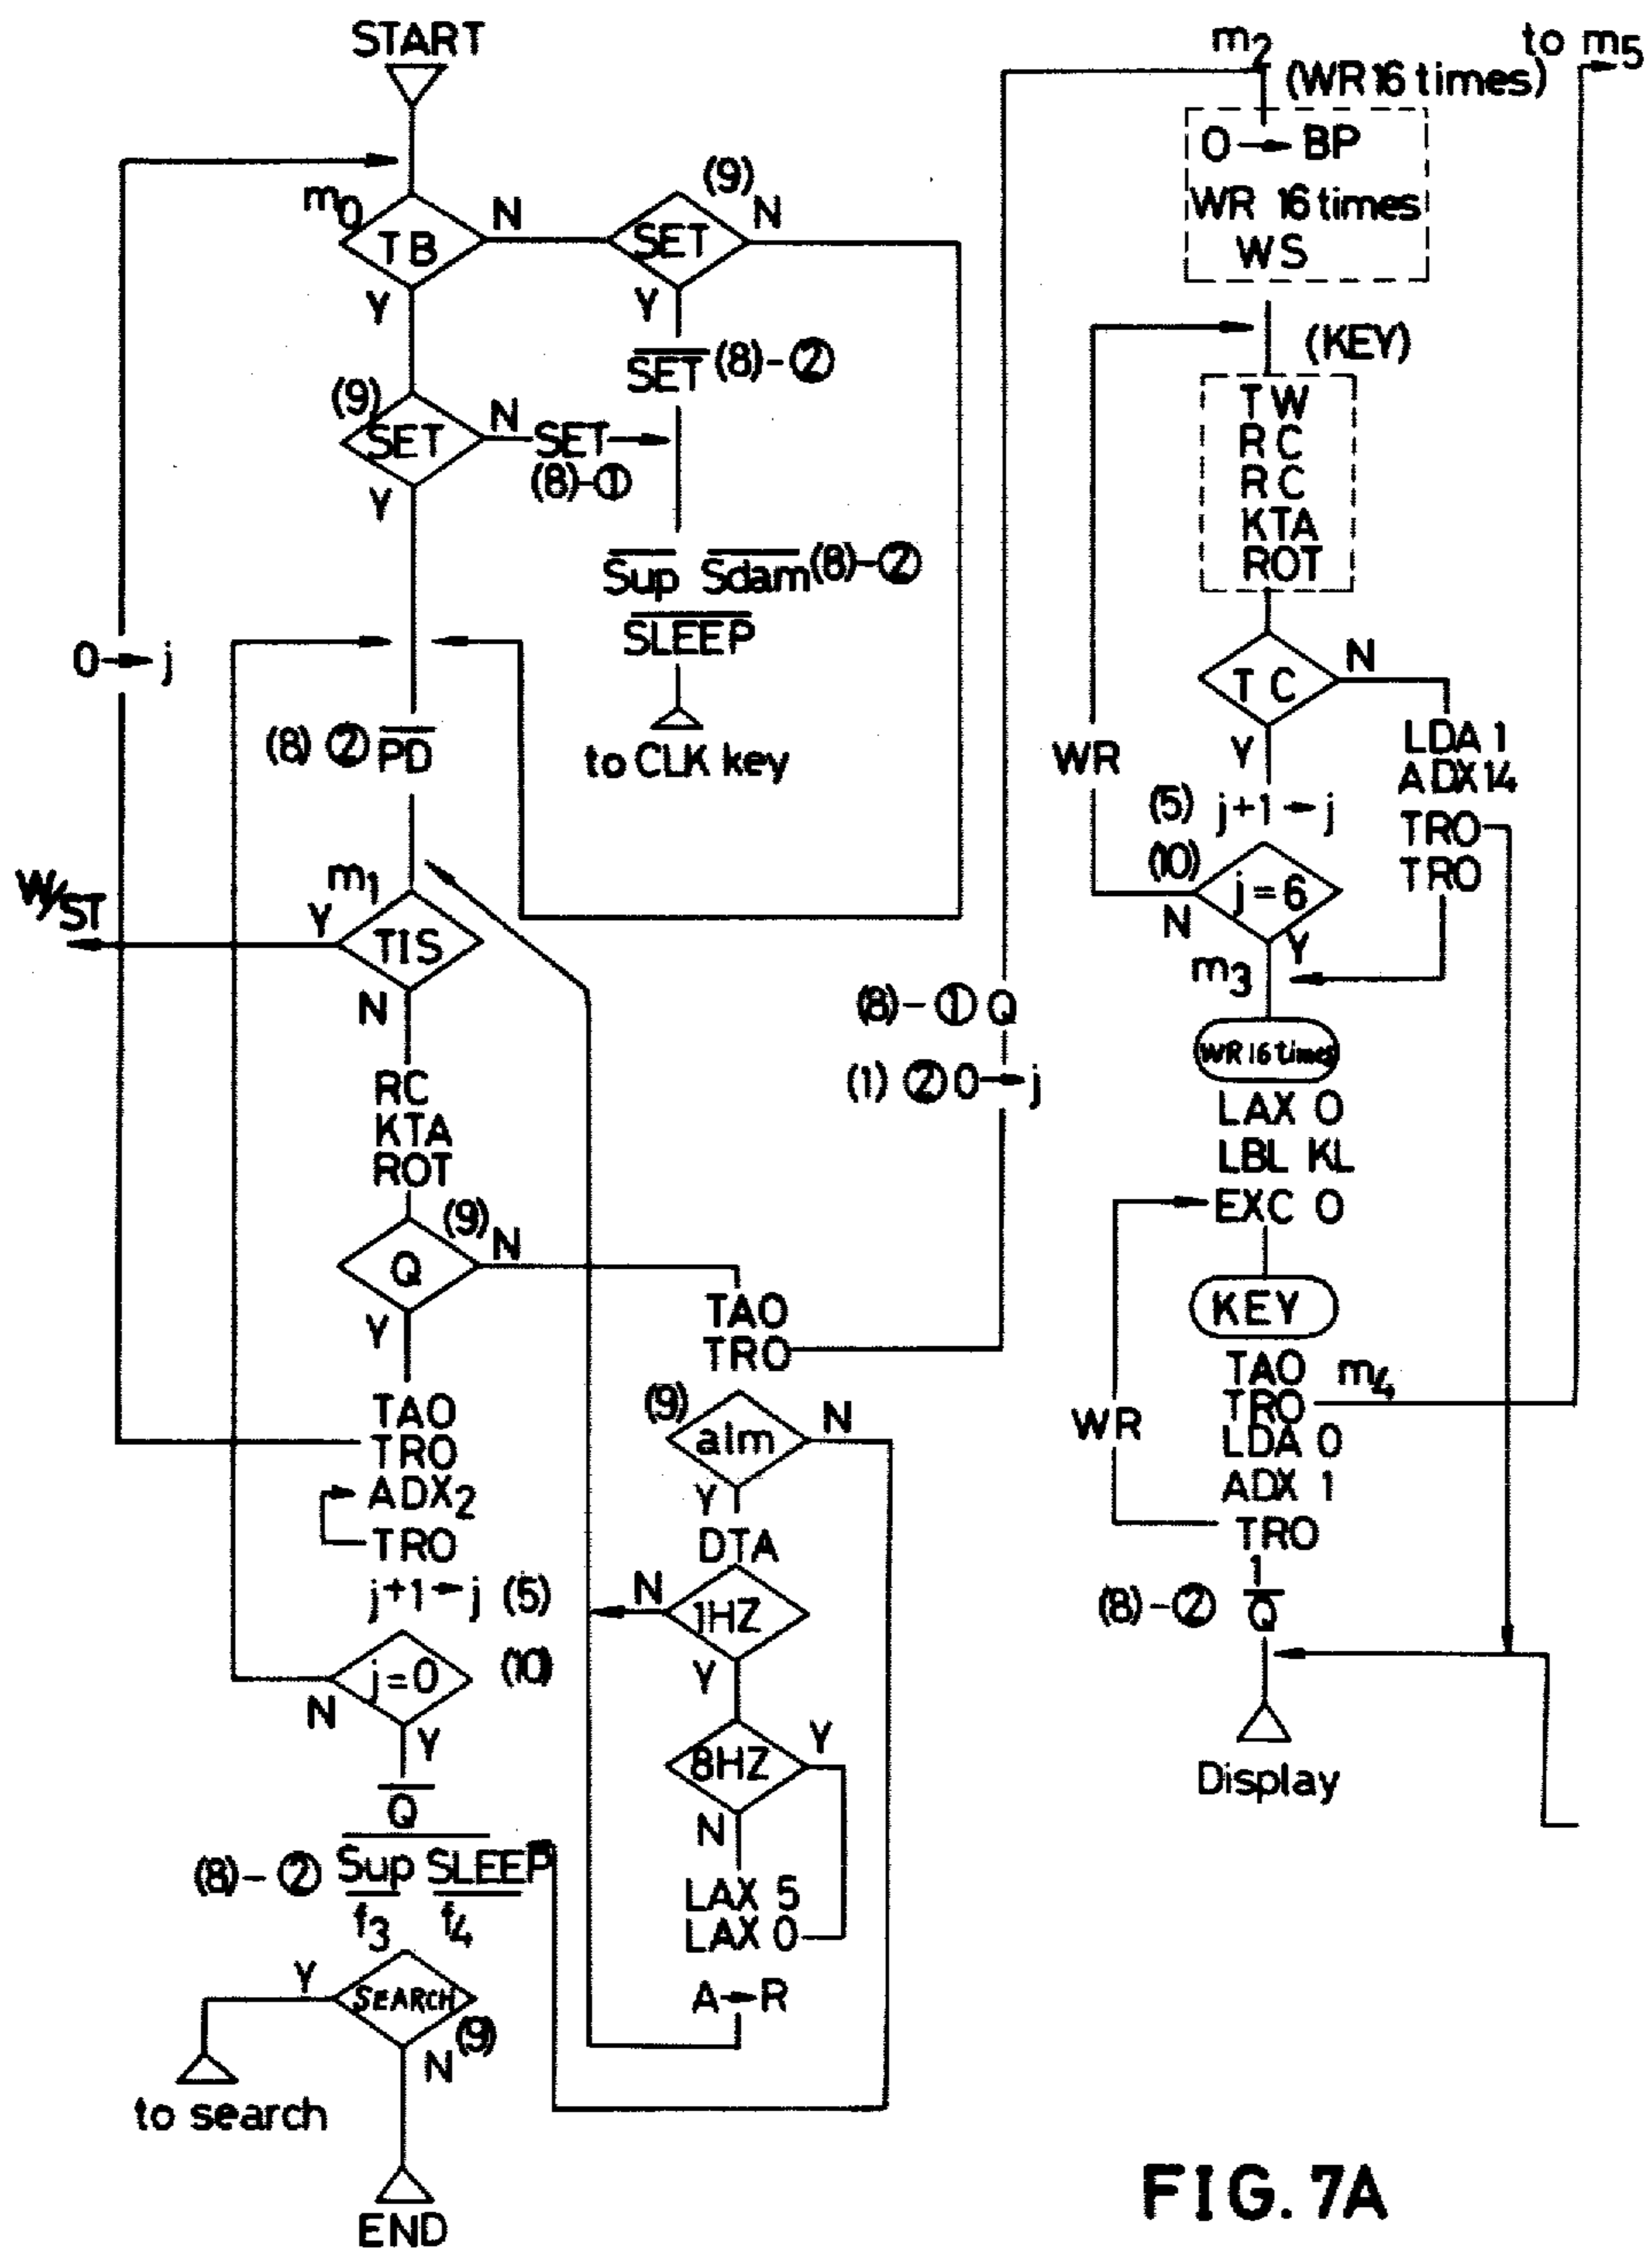 START
m0
TB
N
Y
(9)
SET
N
Y
SET (8)-②
(9)
SET
N
SET
(8)-①
Y
Sup Sdam (8)-②
SLEEP
to CLK key
0→j
(8) ② PD
m1
TIS
Y
W/ST
N
RC
KTA
ROT
Q
(9)
N
Y
TAO
TRO
TAO
TRO
ADX2
TRO
j+1→j (5)
j=0
(10)
N
Y
Q
(8)-② Sup SLEEP
f3 f4
SEARCH
(9)
Y
N
to search
END
(9)
alm
N
Y
DTA
1HZ
N
Y
8HZ
Y
N
LAX 5
LAX 0
A→R
(8)-① Q
(1) ② 0→j
m2
(WR 16 times)
0→BP
WR 16 times
WS
(KEY)
TW
RC
RC
KTA
ROT
TC
N
Y
WR
LDA 1
ADX 14
TRO
TRO
(5) j+1→j
(10)
j=6
N
Y
m3
WR 16 times
LAX 0
LBL KL
EXC 0
KEY
TAO
TRO
m4
LDA 0
ADX 1
TRO
WR
1
(8)-② Q
Display
to m5
FIG. 7A